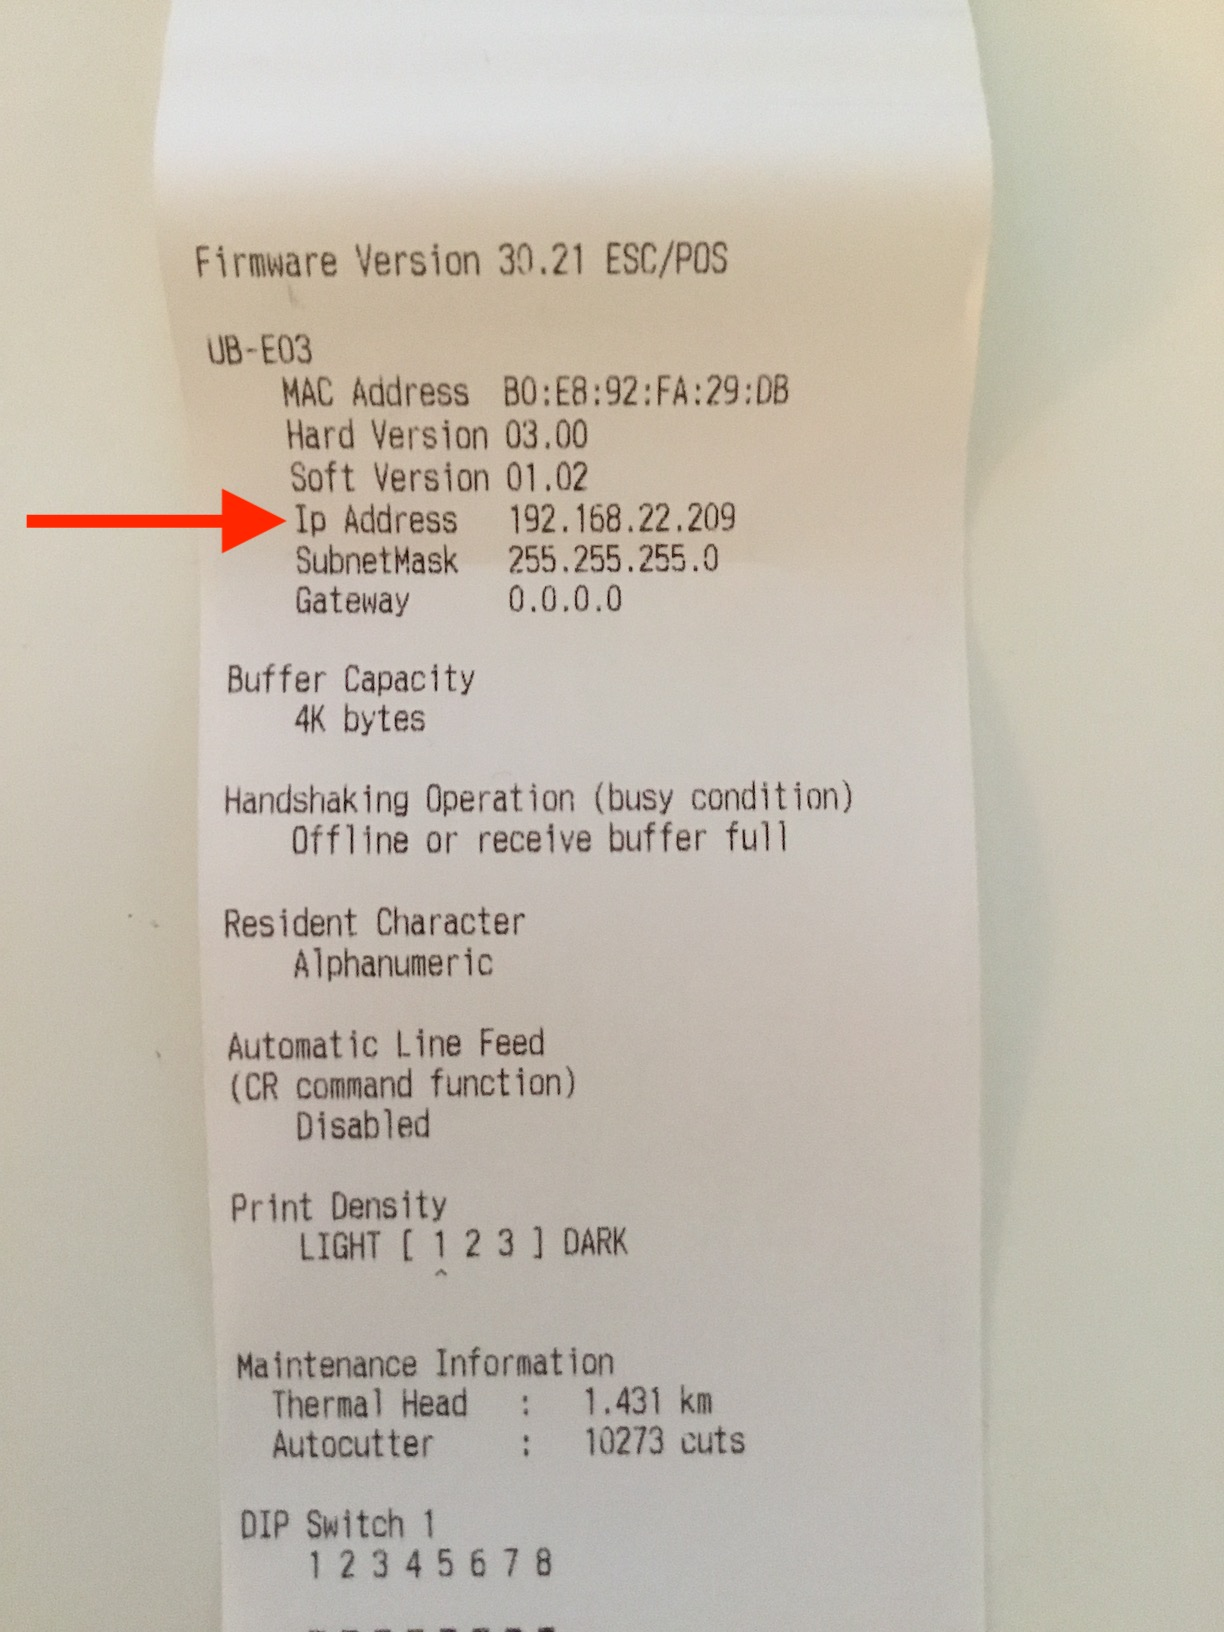 Firmware Version 30.21 ESC/POS
UB-E03
MAC Address B0:E8:92:FA:29:DB
Hard Version 03.00
Soft Version 01.02
Ip Address 192.168.22.209
SubnetMask 255.255.255.0
Gateway 0.0.0.0
Buffer Capacity
4K bytes
Handshaking Operation (busy condition)
Offline or receive buffer full
Resident Character
Alphanumeric
Automatic Line Feed
(CR command function)
Disabled
Print Density
LIGHT [ 1 2 3 ] DARK
^
Maintenance Information
Thermal Head : 1.431 km
Autocutter : 10273 cuts
DIP Switch 1
1 2 3 4 5 6 7 8